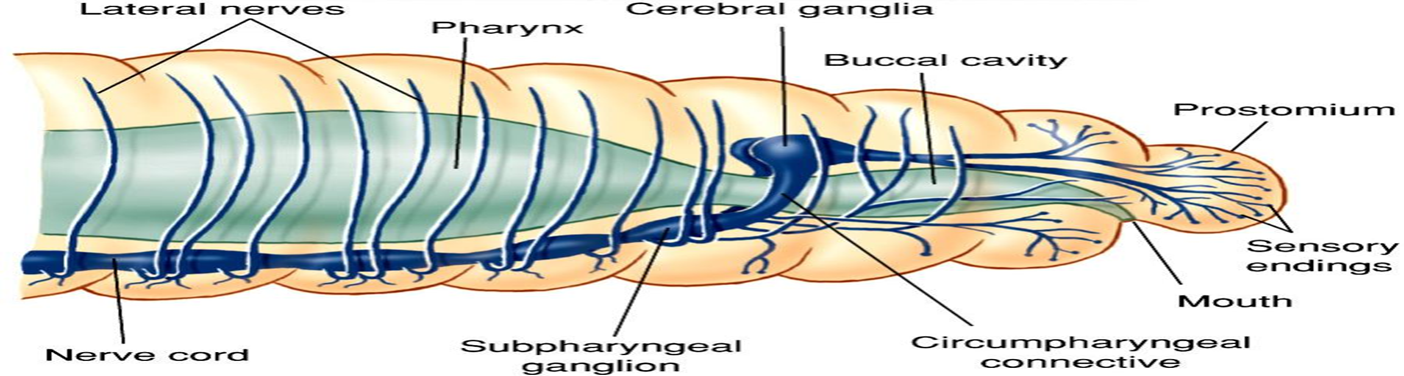 Lateral nerves
Pharynx
Cerebral ganglia
Buccal cavity
Prostomium
Sensory
endings
Mouth
Circumpharyngeal
connective
Subpharyngeal
ganglion
Nerve cord